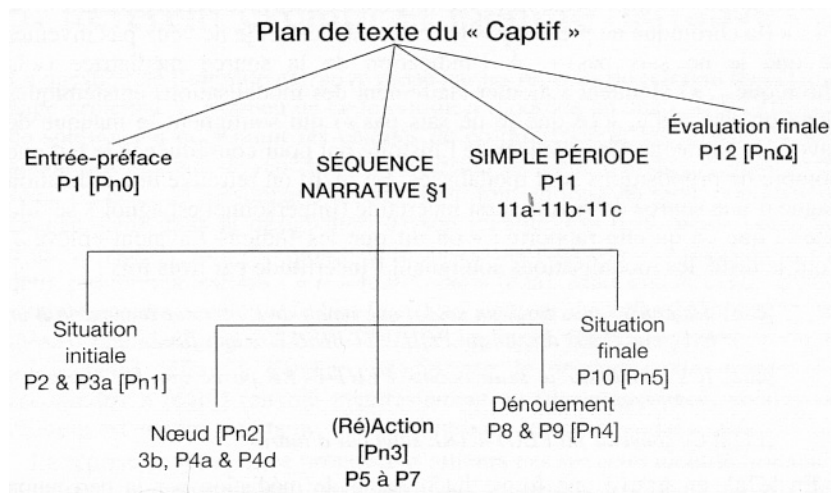 Plan de texte du « Captif »
Entrée-préface
P1 [Pn0]
SÉQUENCE
NARRATIVE §1
SIMPLE PÉRIODE
P11
11a-11b-11c
Évaluation finale
P12 [PnΩ]
Situation
initiale
P2 & P3a [Pn1]
Situation
finale
P10 [Pn5]
Nœud [Pn2]
3b, P4a & P4d
(Ré)Action
[Pn3]
P5 à P7
Dénouement
P8 & P9 [Pn4]